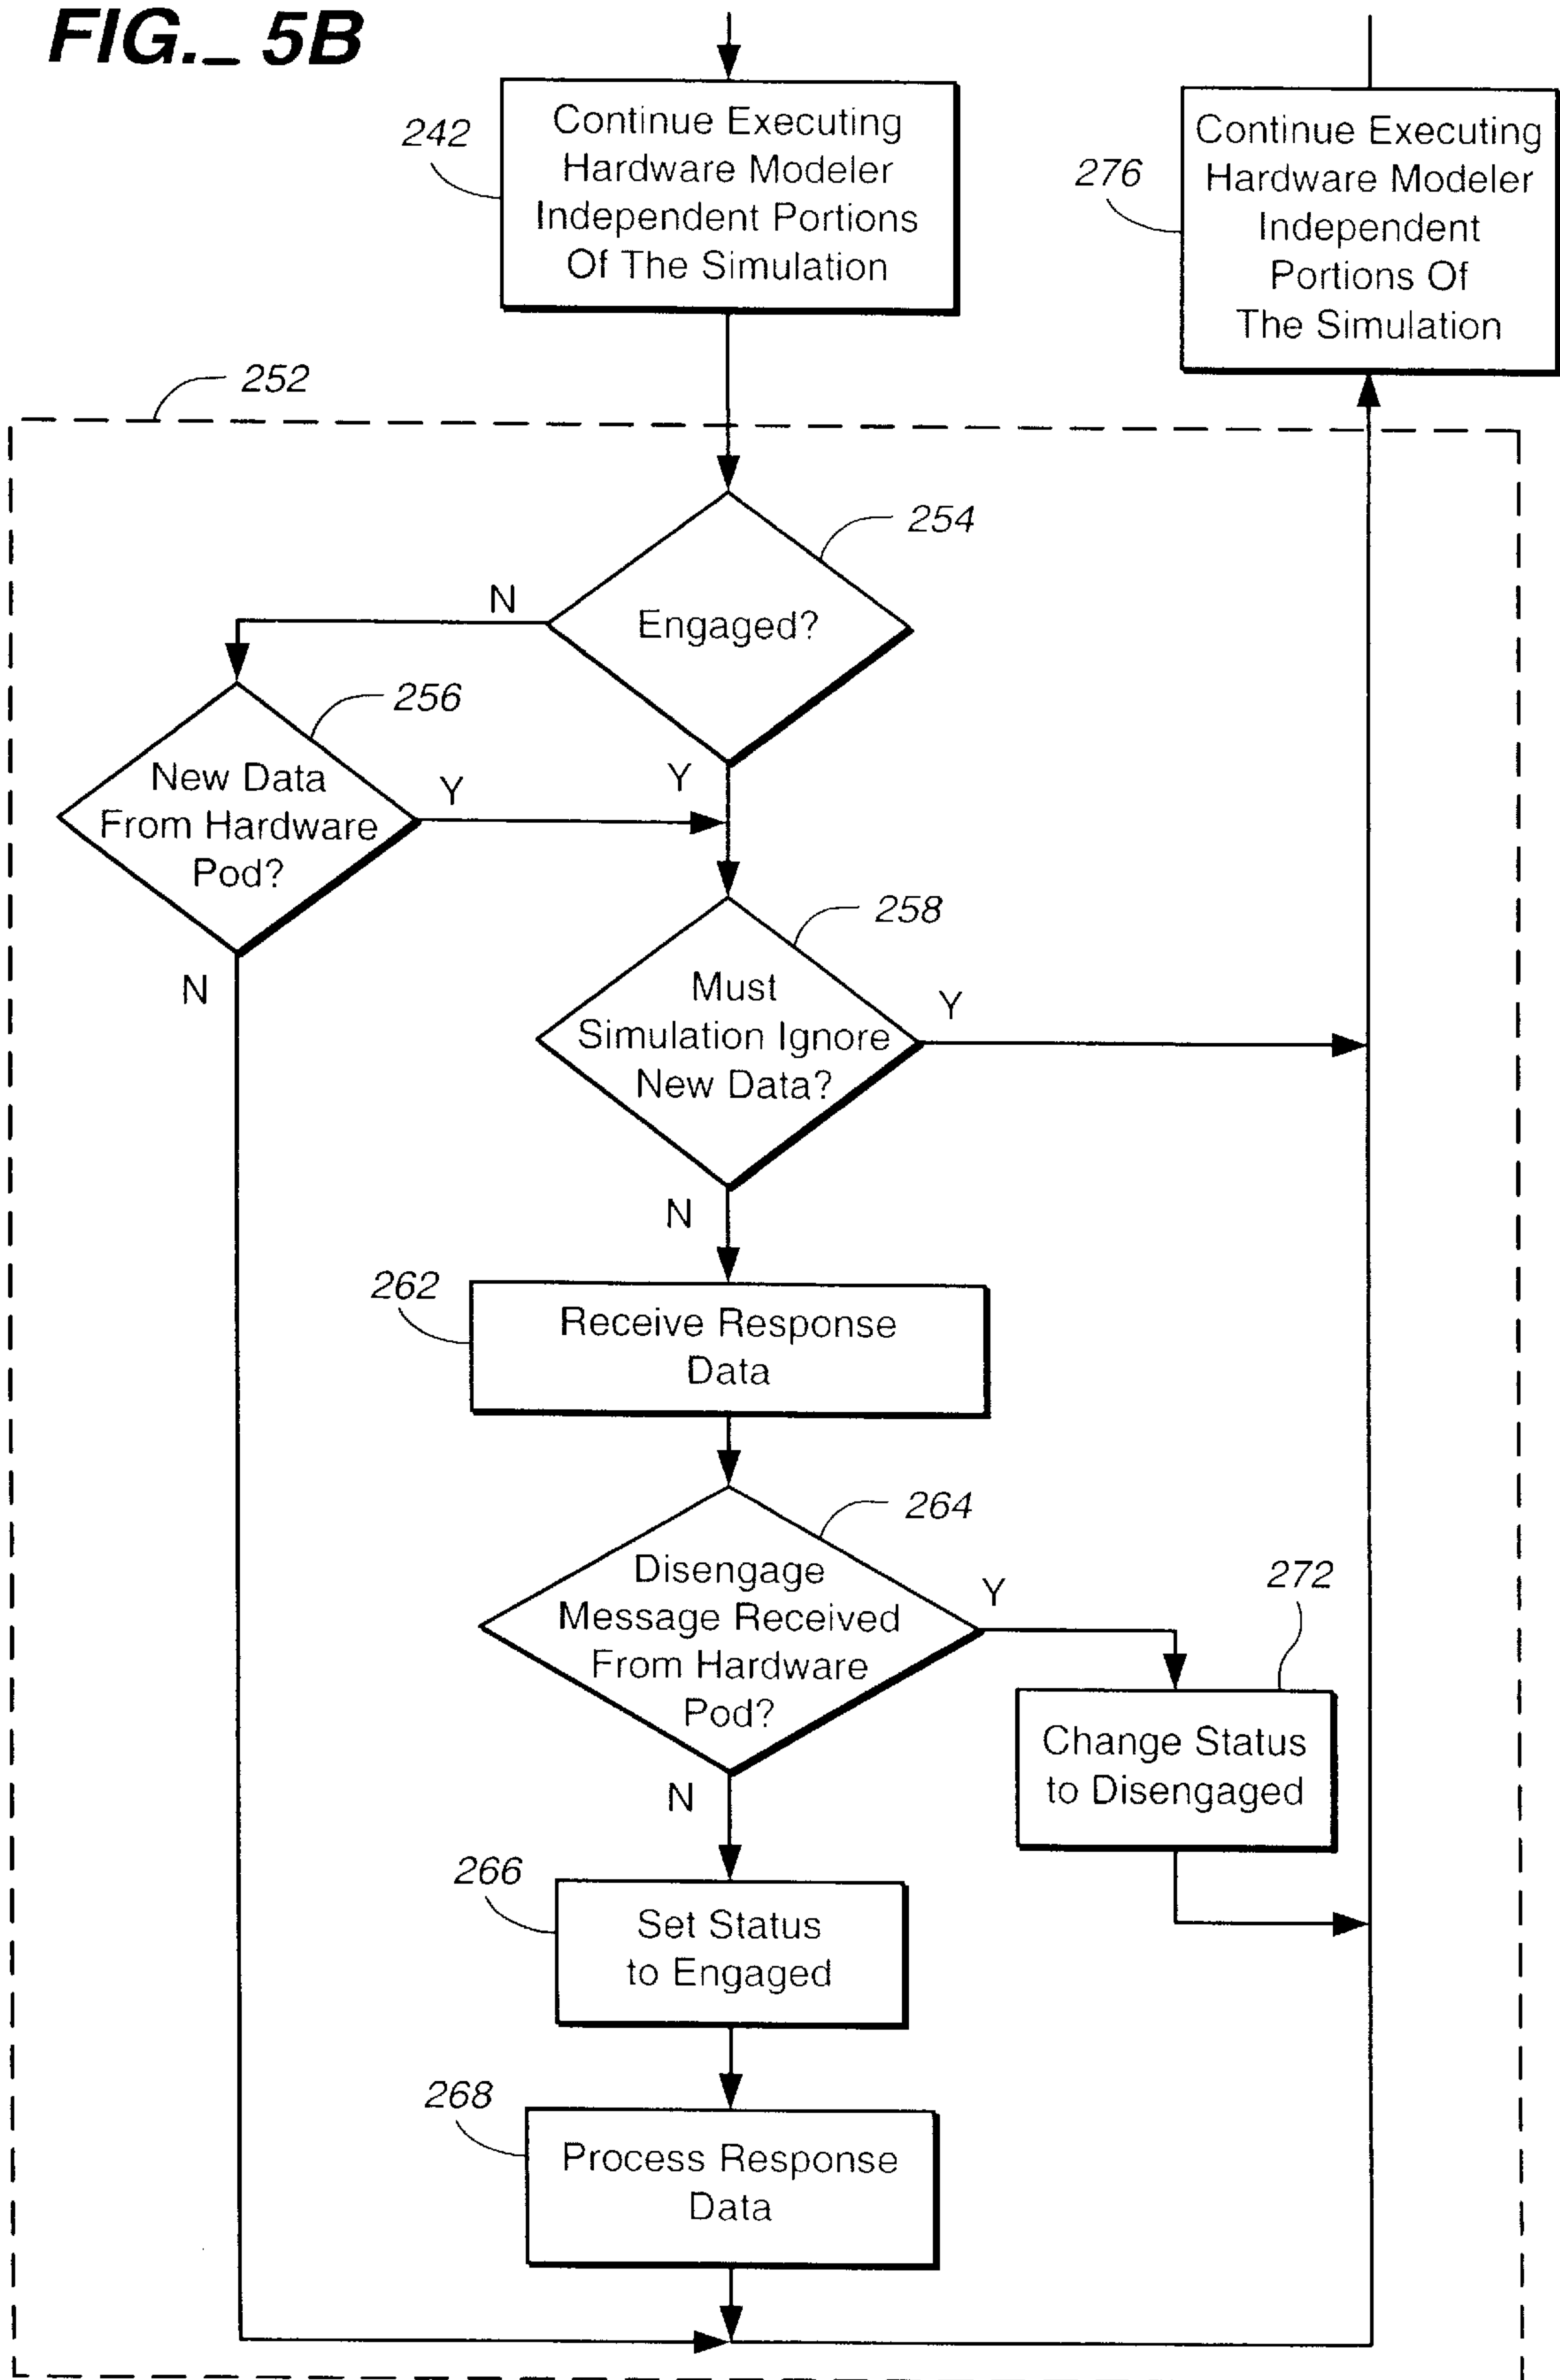 FIG._ 5B
242
Continue Executing
Hardware Modeler
Independent Portions
Of The Simulation
276
Continue Executing
Hardware Modeler
Independent
Portions Of
The Simulation
252
254
Engaged?
N
Y
256
New Data
From Hardware
Pod?
Y
N
258
Must
Simulation Ignore
New Data?
Y
N
262
Receive Response
Data
264
Disengage
Message Received
From Hardware
Pod?
Y
N
272
Change Status
to Disengaged
266
Set Status
to Engaged
268
Process Response
Data